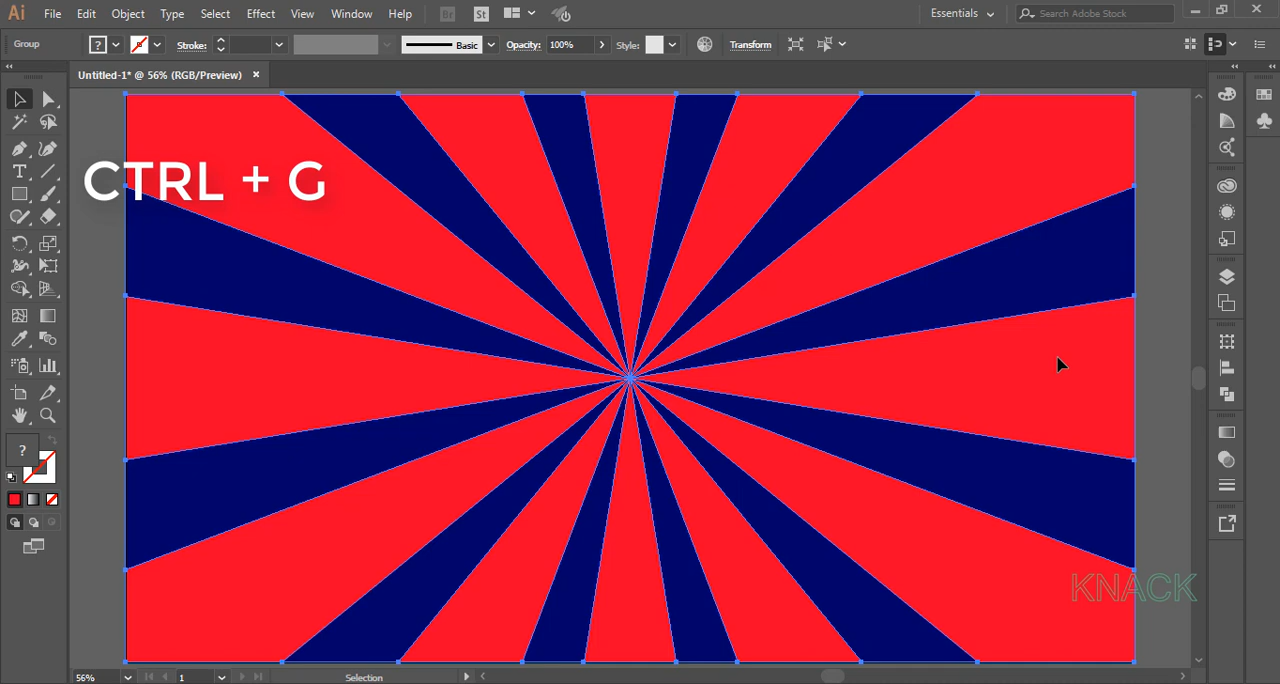 Ai File Edit Object Type Select Effect View Window Help Br St Essentials Search Adobe Stock
Group ? Stroke: Basic Opacity: 100% Style: Transform
Untitled-1* @ 56% (RGB/Preview) ×
CTRL + G
T
?
KNACK
56% 1 Selection